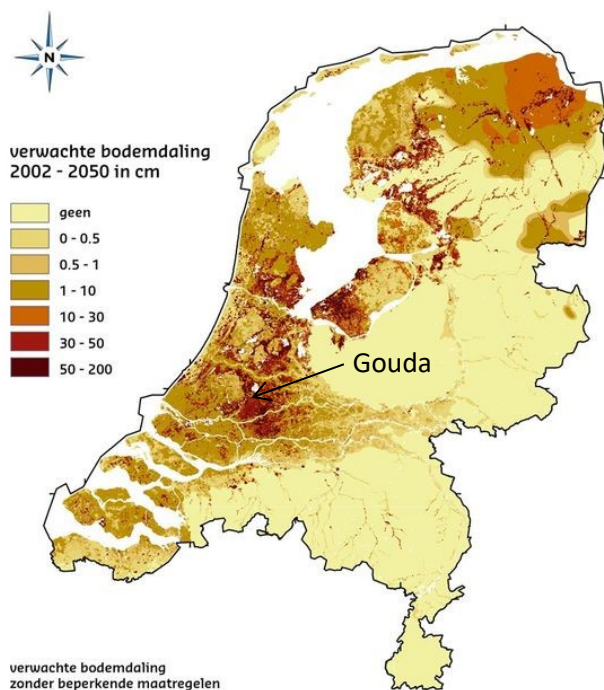 N
verwachte bodemdaling
2002 - 2050 in cm
geen
0 - 0.5
0.5 - 1
1 - 10
10 - 30
30 - 50
50 - 200
Gouda
verwachte bodemdaling
zonder beperkende maatregelen